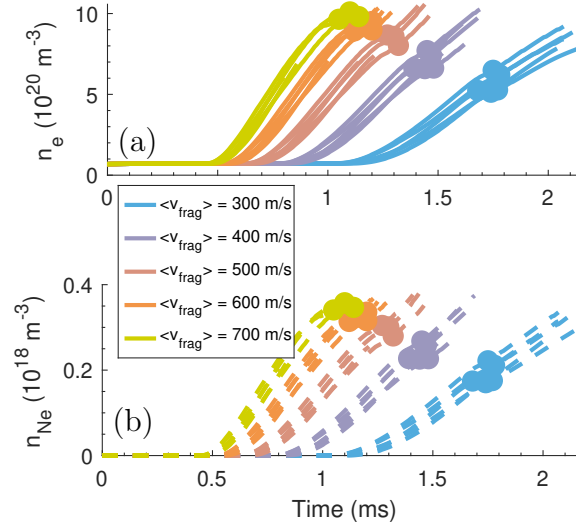 10
5
0
n_e (10^20 m^-3)
(a)
0 1 1.5 2
<v_frag> = 300 m/s
<v_frag> = 400 m/s
<v_frag> = 500 m/s
<v_frag> = 600 m/s
<v_frag> = 700 m/s
0.4
0.2
0
n_Ne (10^18 m^-3)
(b)
0 0.5 1 1.5 2
Time (ms)